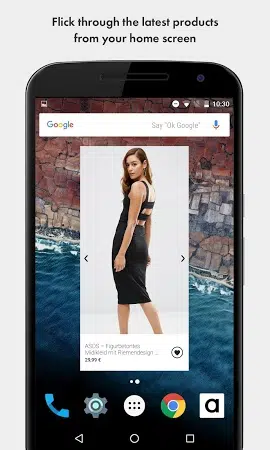 Flick through the latest products
from your home screen
10:30
Google
Say "Ok Google"
ASOS – Figurbetontes
Midikleid mit Riemendesign ...
29,99 €
a